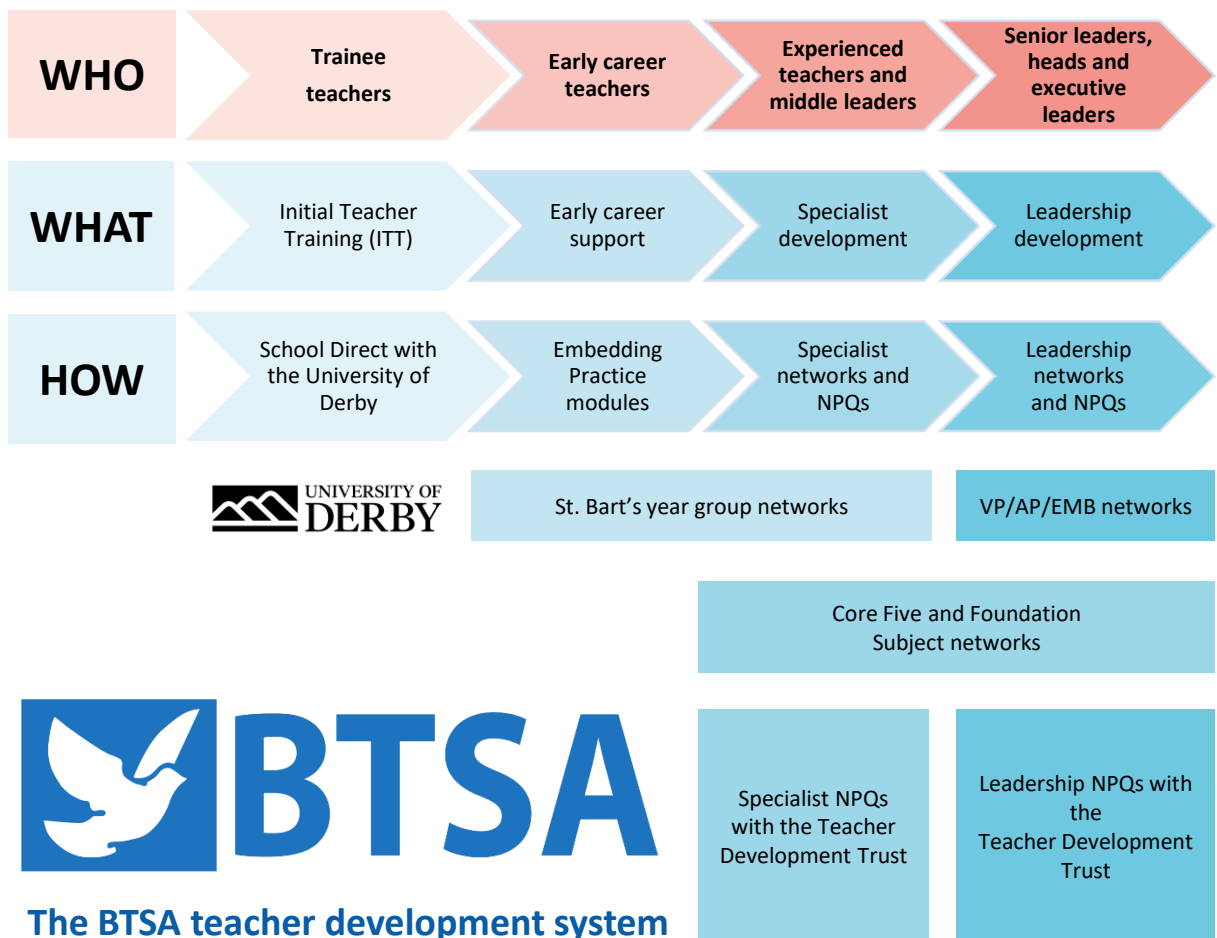 WHO
Trainee
teachers
Early career
teachers
Experienced
teachers and
middle leaders
Senior leaders,
heads and
executive
leaders
WHAT
Initial Teacher
Training (ITT)
Early career
support
Specialist
development
Leadership
development
HOW
School Direct with
the University of
Derby
Embedding
Practice
modules
Specialist
networks and
NPQs
Leadership
networks
and NPQs
UNIVERSITY OF
DERBY
St. Bart’s year group networks
VP/AP/EMB networks
Core Five and Foundation
Subject networks
BTSA
The BTSA teacher development system
Specialist NPQs
with the Teacher
Development Trust
Leadership NPQs with
the
Teacher Development
Trust